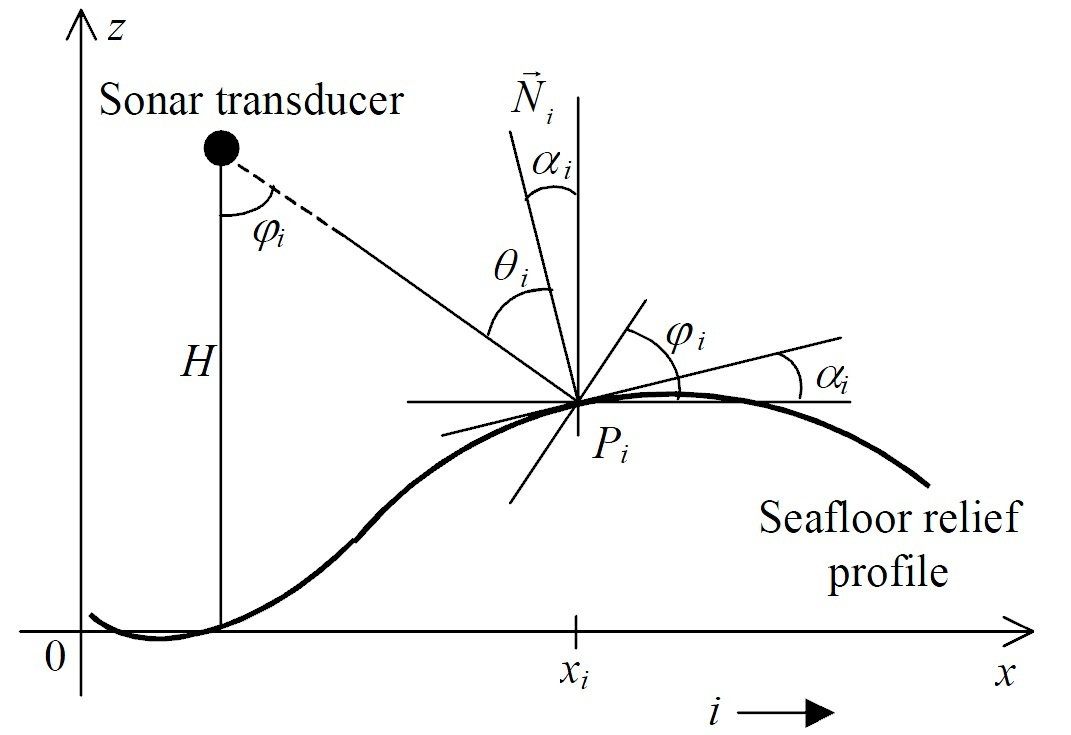 z
Sonar transducer
N⃗ᵢ
αᵢ
φᵢ
θᵢ
H
φᵢ
αᵢ
Pᵢ
Seafloor relief
profile
0
xᵢ
x
i